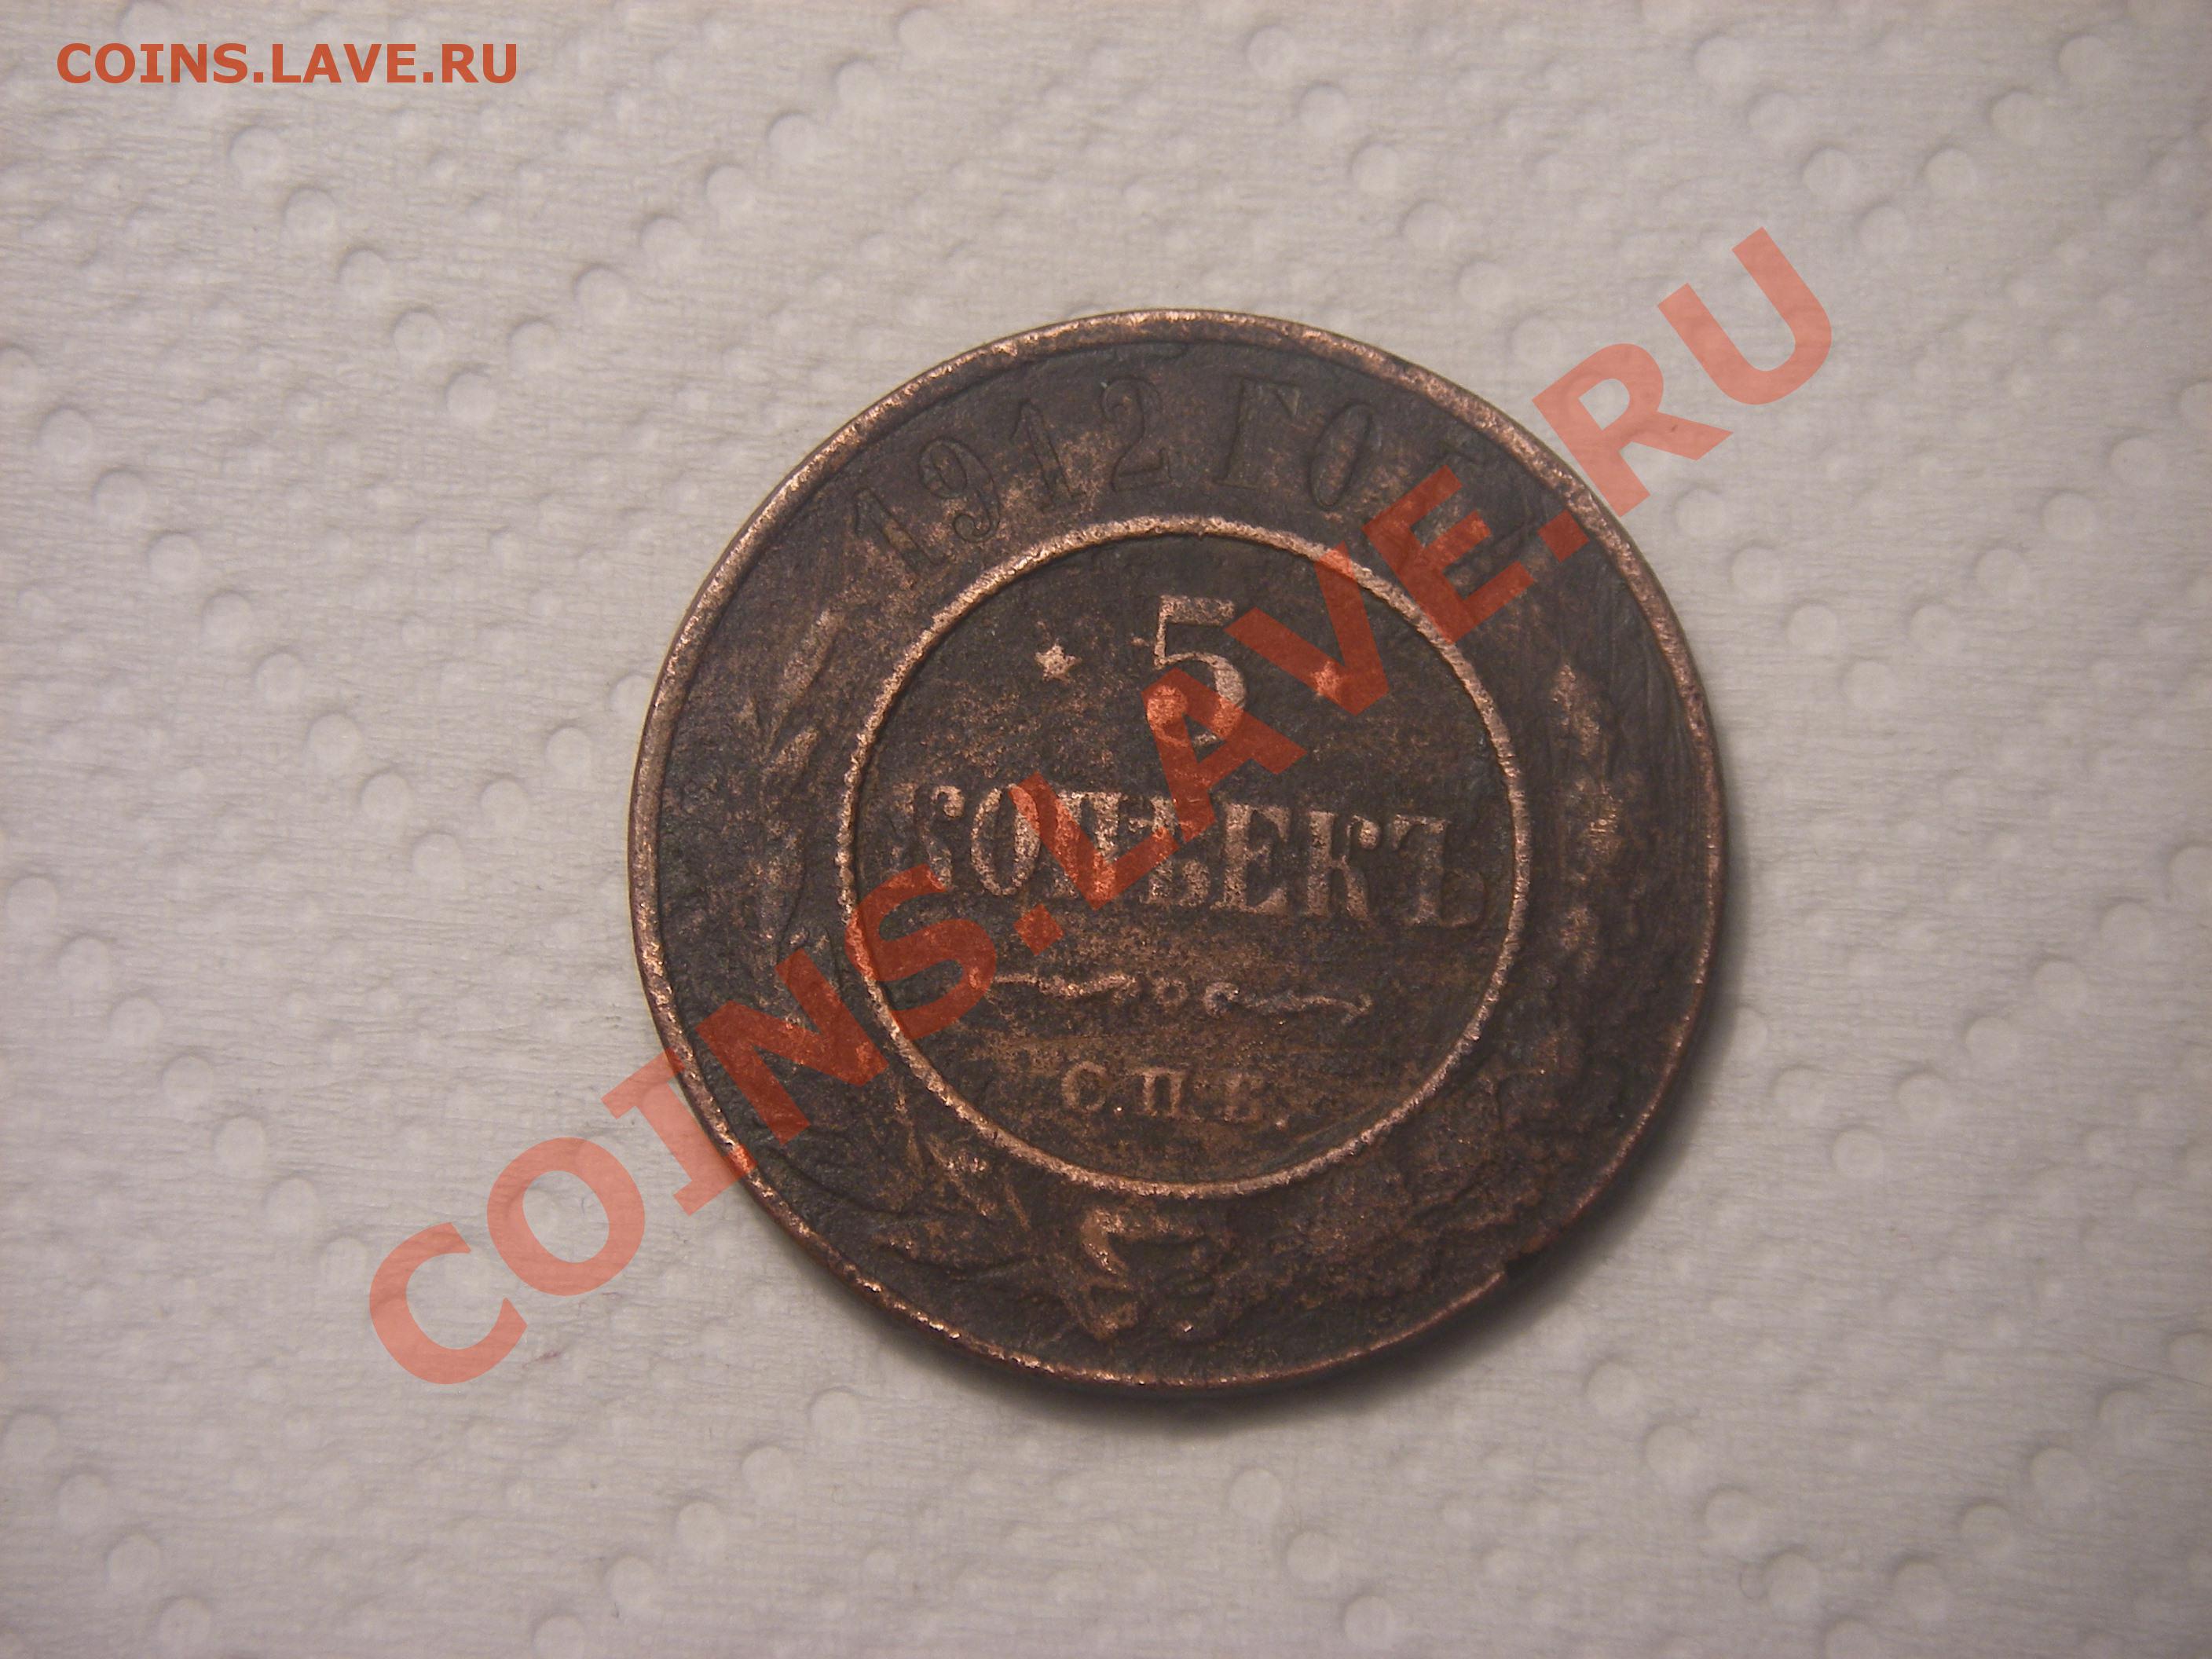 COINS.LAVE.RU
1912 ГОДА
★ 5 ★
КОПѢЕКЪ
С.П.Б.
COINS.LAVE.RU